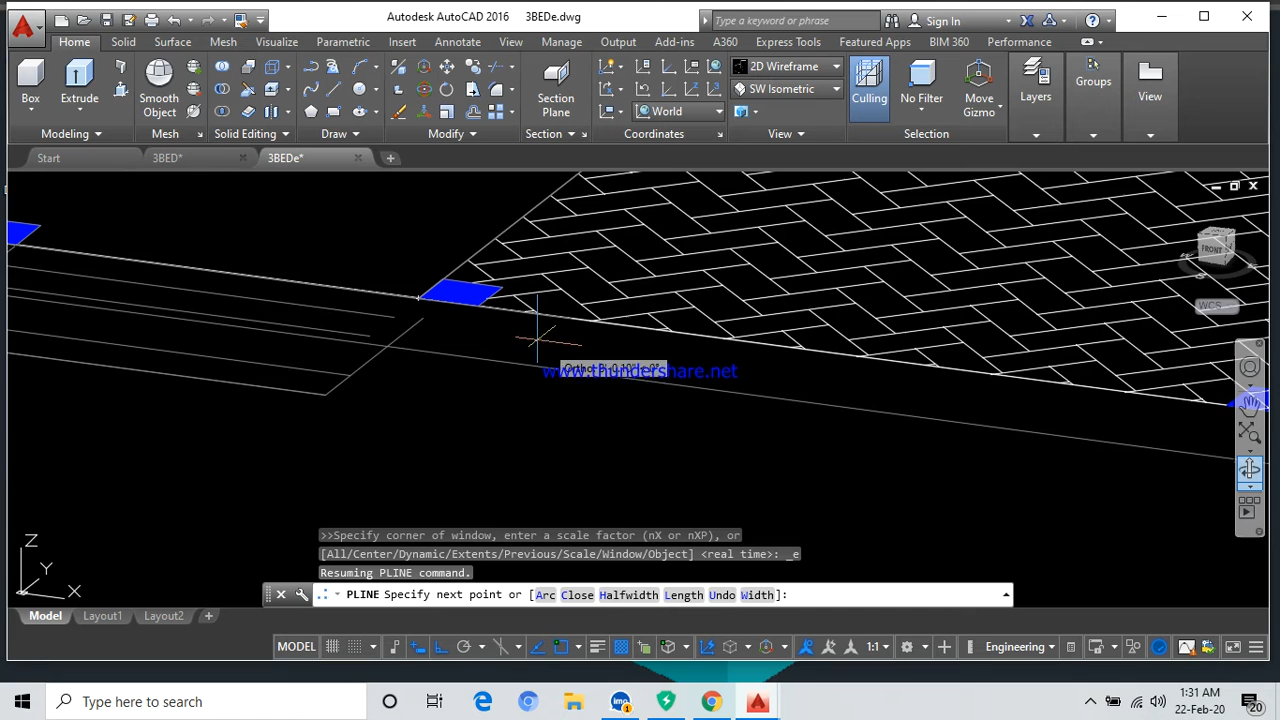 Autodesk AutoCAD 2016 3BEDe.dwg
Type a keyword or phrase
Sign In
Home Solid Surface Mesh Visualize Parametric Insert Annotate View Manage Output Add-ins A360 Express Tools Featured Apps BIM 360 Performance
Box
Extrude
Smooth
Object
Section
Plane
World
2D Wireframe
SW Isometric
Culling
No Filter
Move
Gizmo
Layers
Groups
View
Modeling
Mesh
Solid Editing
Draw
Modify
Section
Coordinates
View
Selection
Start
3BED*
3BEDe*
FRONT
WCS
www.thundershare.net
>>Specify corner of window, enter a scale factor (nX or nXP), or
[All/Center/Dynamic/Extents/Previous/Scale/Window/Object] <real time>: _e
Resuming PLINE command.
PLINE Specify next point or [Arc Close Halfwidth Length Undo Width]:
Z
Y
X
Model Layout1 Layout2
MODEL
1:1
Engineering
Type here to search
1:31 AM
22-Feb-20
20